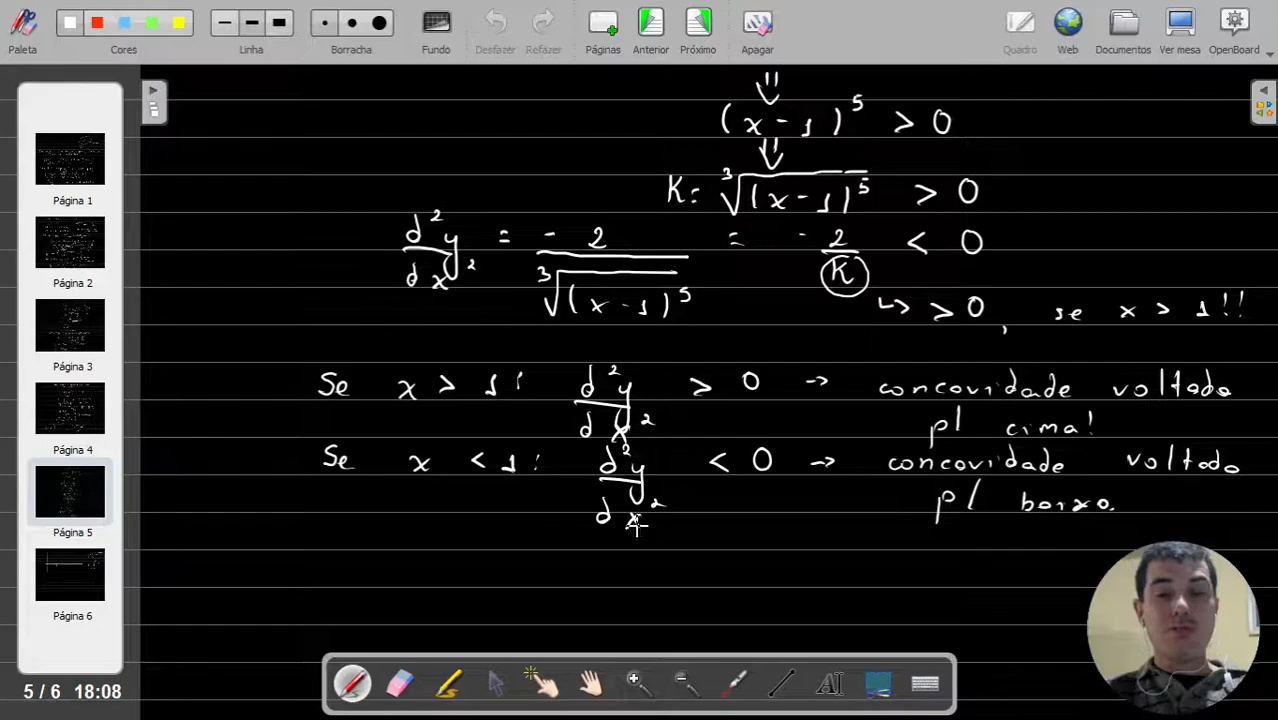 Paleta Cores Linha Borracha Fundo Desfazer Refazer Páginas Anterior Próximo Apagar Quadro Web Documentos Ver mesa OpenBoard
Página 1
Página 2
Página 3
Página 4
Página 5
Página 6
5 / 6 18:08
(x - 1)^5 > 0
K = ∛(x - 1)^5 > 0
d²y/dx² = - 2/∛(x - 1)^5 = - 2/K < 0
↳ > 0, se x > 1!!
Se x > 1: d²y/dx² > 0 → concavidade voltada
p/ cima!
Se x < 1: d²y/dx² < 0 → concavidade voltada
p/ baixo.